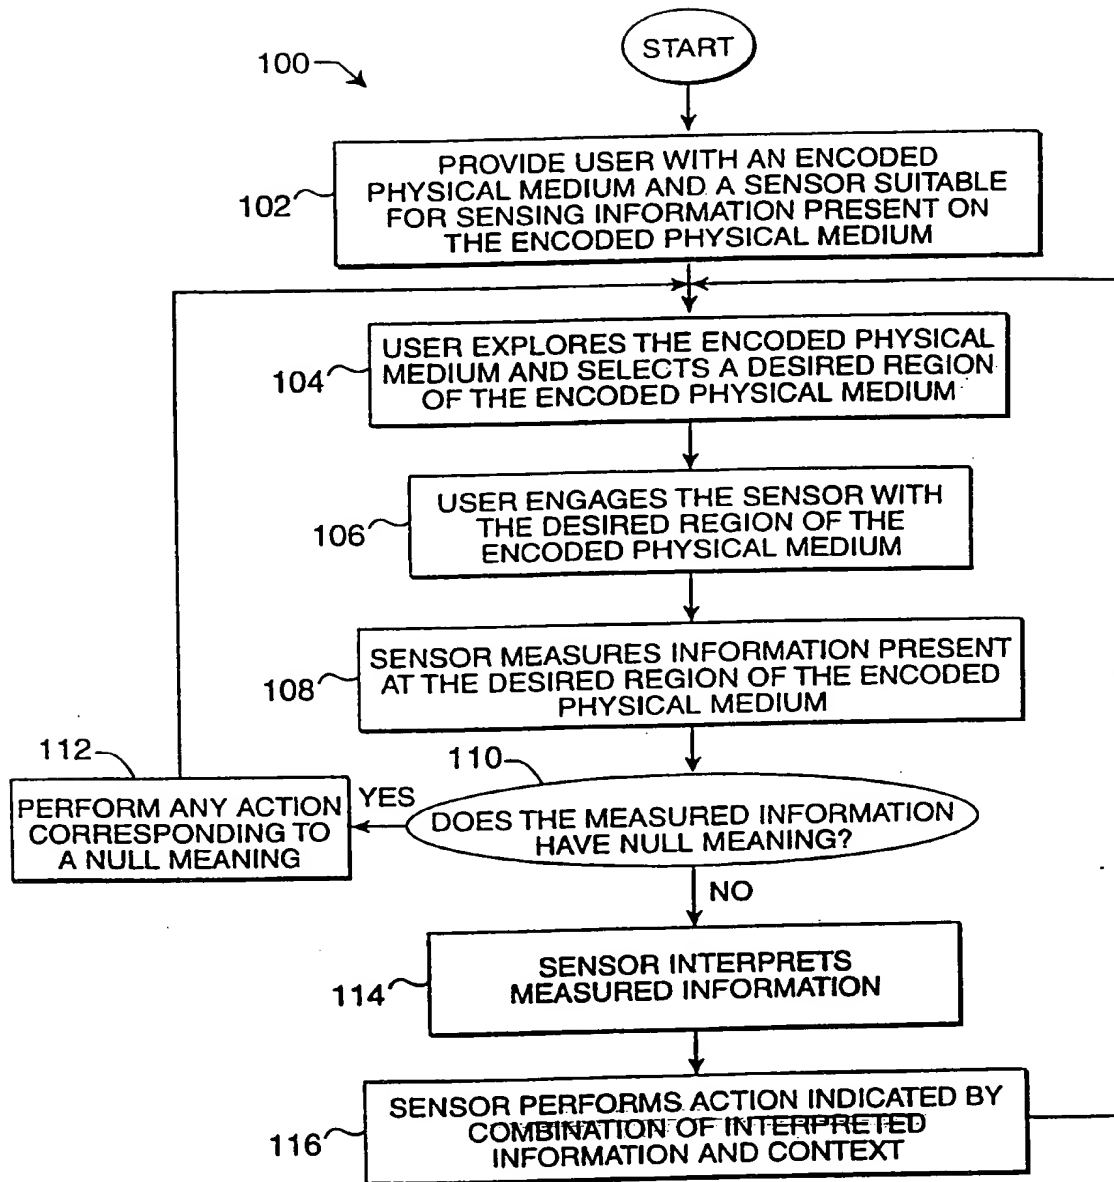 START
100
PROVIDE USER WITH AN ENCODED
PHYSICAL MEDIUM AND A SENSOR SUITABLE
FOR SENSING INFORMATION PRESENT ON
THE ENCODED PHYSICAL MEDIUM
102
USER EXPLORES THE ENCODED PHYSICAL
MEDIUM AND SELECTS A DESIRED REGION
OF THE ENCODED PHYSICAL MEDIUM
104
USER ENGAGES THE SENSOR WITH
THE DESIRED REGION OF THE
ENCODED PHYSICAL MEDIUM
106
SENSOR MEASURES INFORMATION PRESENT
AT THE DESIRED REGION OF THE ENCODED
PHYSICAL MEDIUM
108
110
DOES THE MEASURED INFORMATION
HAVE NULL MEANING?
YES
112
PERFORM ANY ACTION
CORRESPONDING TO
A NULL MEANING
NO
SENSOR INTERPRETS
MEASURED INFORMATION
114
SENSOR PERFORMS ACTION INDICATED BY
COMBINATION OF INTERPRETED
INFORMATION AND CONTEXT
116